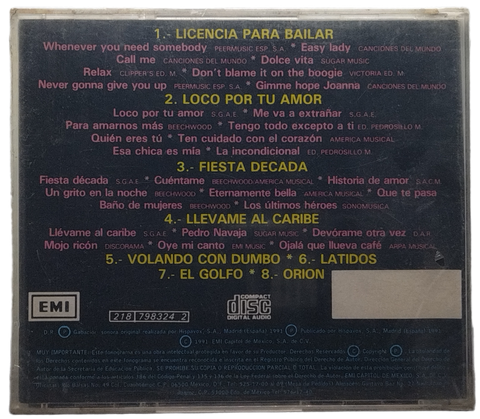 1.- LICENCIA PARA BAILAR
Whenever you need somebody PEERMUSIC ESP. S.A. * Easy lady CANCIONES DEL MUNDO
Call me CANCIONES DEL MUNDO * Dolce vita SUGAR MUSIC
Relax CLIPPER'S ED. M. * Don't blame it on the boogie VICTORIA ED. M.
Never gonna give you up PEERMUSIC ESP. S.A. * Gimme hope Joanna CANCIONES DEL MUNDO
2. LOCO POR TU AMOR
Loco por tu amor S.G.A.E. * Me va a extrañar S.G.A.E.
Para amarnos más BEECHWOOD * Tengo todo excepto a ti ED. PEDROSILLO M.
Quién eres tú * Ten cuidado con el corazón AMERICA MUSICAL
Esa chica es mía * La incondicional ED. PEDROSILLO M.
3.- FIESTA DECADA
Fiesta década S.G.A.E. * Cuéntame BEECHWOOD-AMERICA MUSICAL * Historia de amor D.A.C.M.
Un grito en la noche BEECHWOOD * Eternamente bella AMERICA MUSICAL * Que te pasa
Baño de mujeres BEECHWOOD * Los últimos héroes SONOMUSICA
4.- LLEVAME AL CARIBE
Llévame al caribe S.G.A.E. * Pedro Navaja SUGAR MUSIC * Devórame otra vez D.A.R.
Mojo ricón DISCORAMA * Oye mi canto EMI MUSIC * Ojalá que llueva café ARPA MUSICAL
5.- VOLANDO CON DUMBO * 6.- LATIDOS
7.- EL GOLFO * 8.- ORION
EMI
218 798324 2
COMPACT
disc
DIGITAL AUDIO